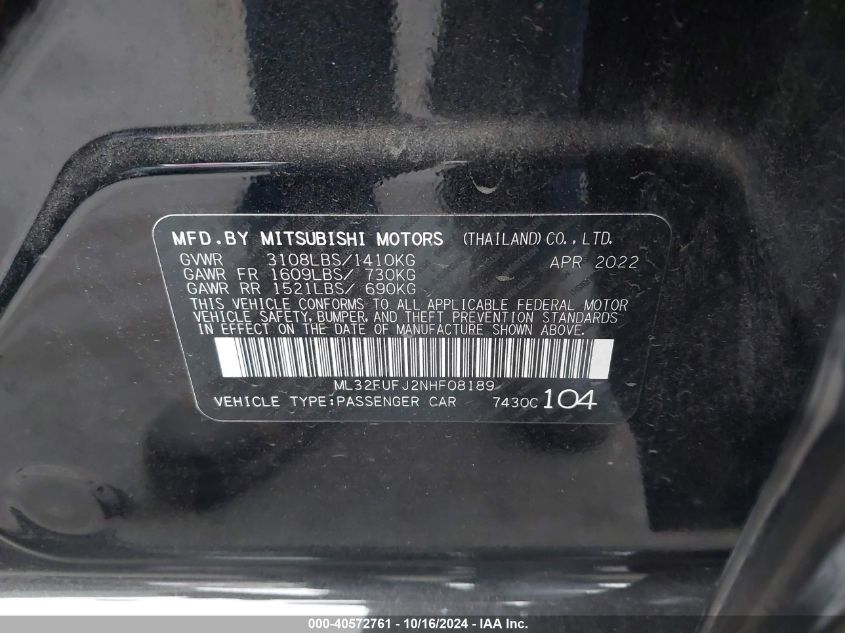 MFD.BY MITSUBISHI MOTORS (THAILAND)CO.,LTD.
GVWR 3108LBS/1410KG APR 2022
GAWR FR 1609LBS/ 730KG
GAWR RR 1521LBS/ 690KG
THIS VEHICLE CONFORMS TO ALL APPLICABLE FEDERAL MOTOR
VEHICLE SAFETY, BUMPER, AND THEFT PREVENTION STANDARDS
IN EFFECT ON THE DATE OF MANUFACTURE SHOWN ABOVE.
ML32FUFJ2NHF08189
VEHICLE TYPE:PASSENGER CAR 7430C 104
000-40572761 - 10/16/2024 - IAA Inc.